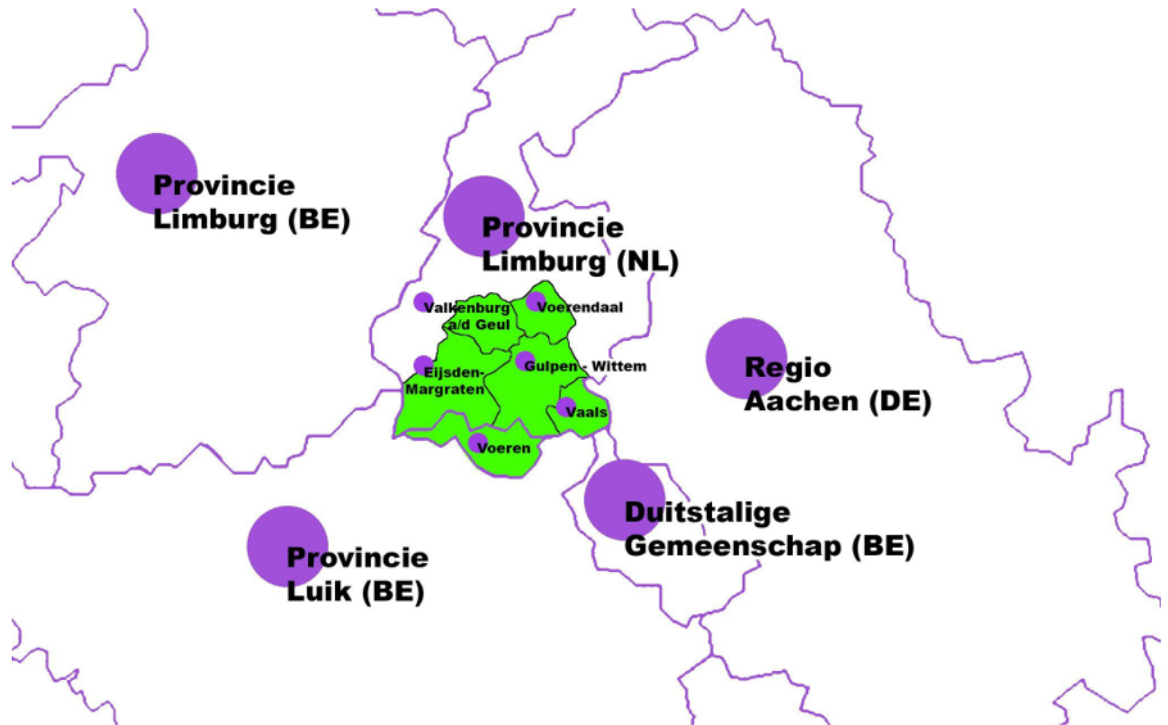 Provincie
Limburg (BE)
Provincie
Limburg (NL)
Valkenburg
a/d Geul
Voerendaal
Eijsden-
Margraten
Gulpen - Wittem
Vaals
Voeren
Regio
Aachen (DE)
Duitstalige
Gemeenschap (BE)
Provincie
Luik (BE)